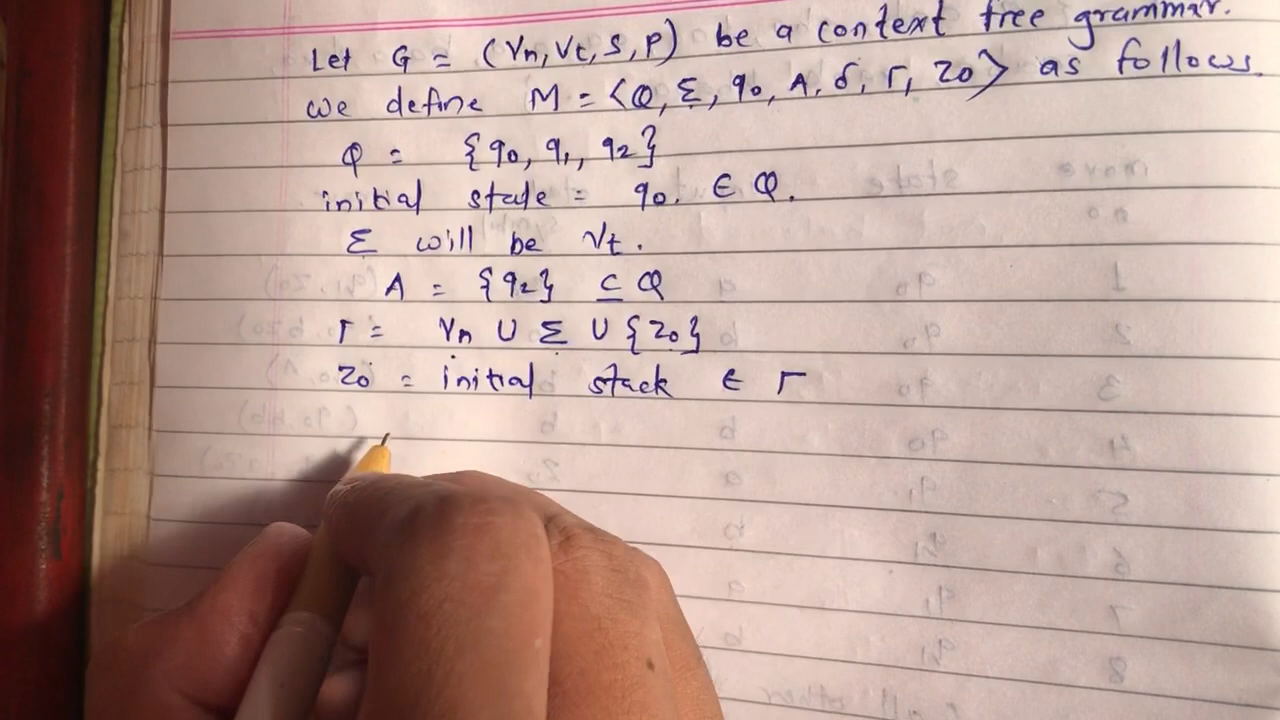 Let G = (Vn, Vt, S, P) be a context free grammar.
we define M = <Q, Σ, q0, A, δ, Γ, Z0> as follows.
Q = {q0, q1, q2}
initial state = q0. ∈ Q.
Σ will be Vt.
A = {q2} ⊆ Q
Γ = Vn ∪ Σ ∪ {Z0}
Z0 = initial stack ∈ Γ